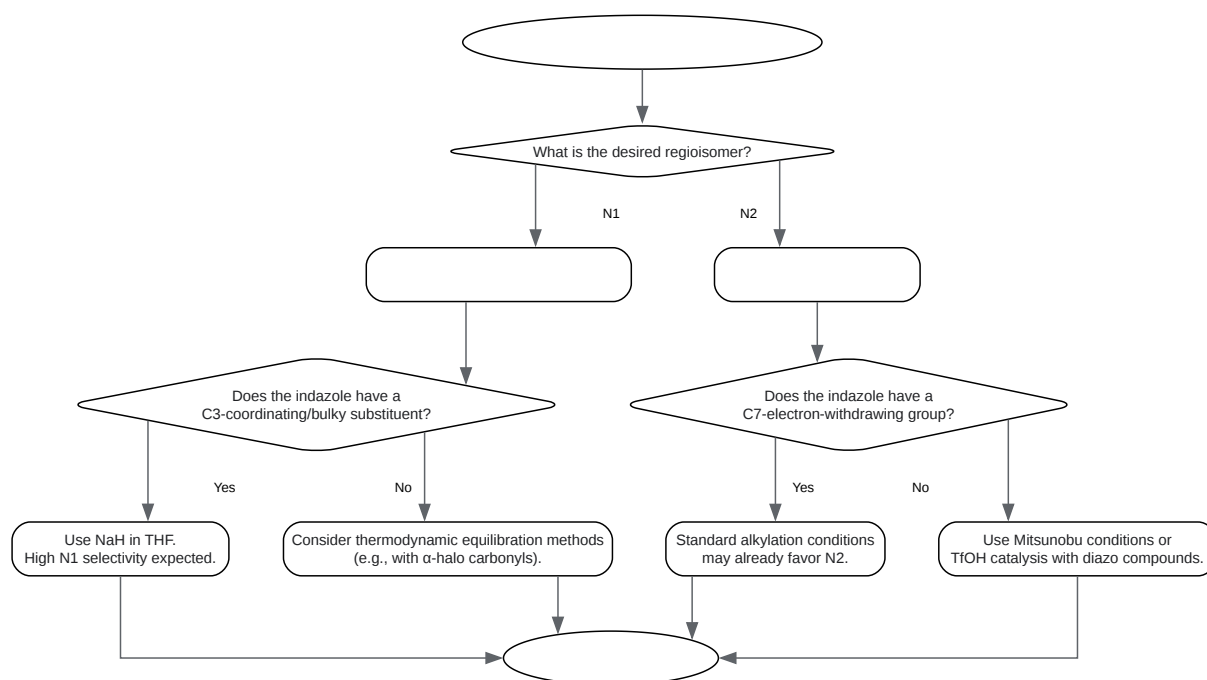 What is the desired regioisomer?
N1
N2
Does the indazole have a
C3-coordinating/bulky substituent?
Does the indazole have a
C7-electron-withdrawing group?
Yes
No
Yes
No
Use NaH in THF.
High N1 selectivity expected.
Consider thermodynamic equilibration methods
(e.g., with α-halo carbonyls).
Standard alkylation conditions
may already favor N2.
Use Mitsunobu conditions or
TfOH catalysis with diazo compounds.